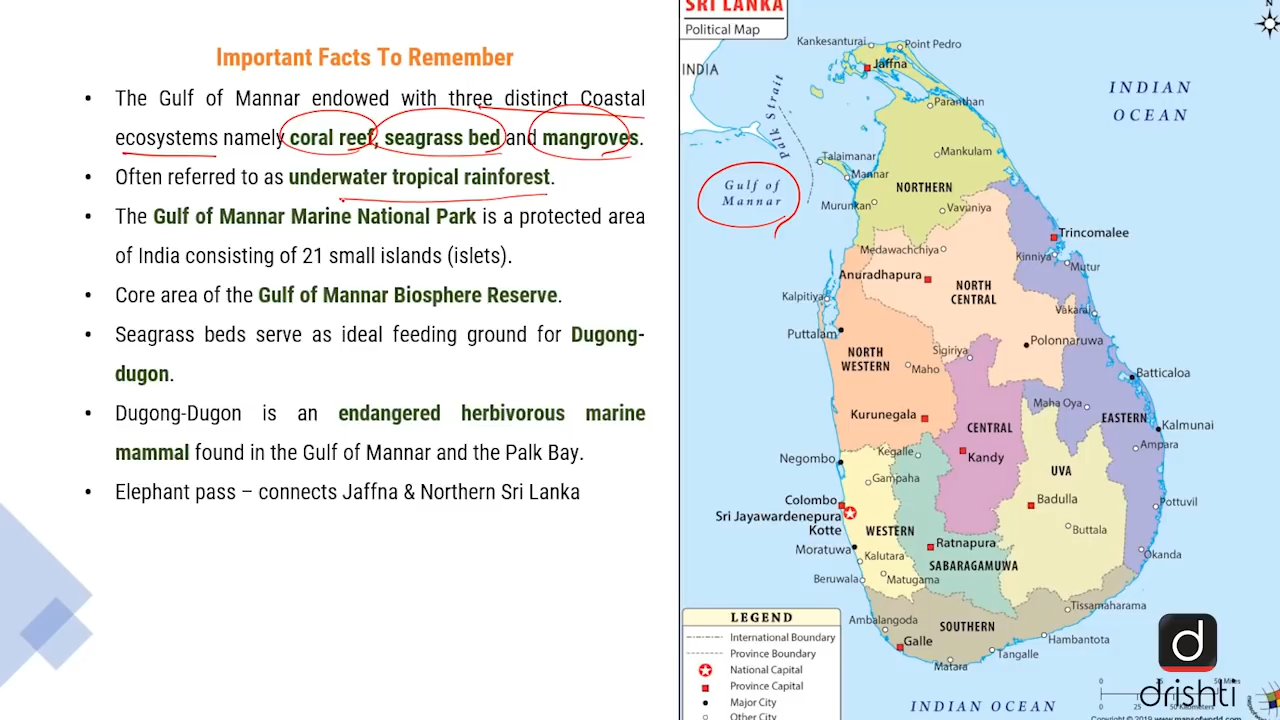 Important Facts To Remember
• The Gulf of Mannar endowed with three distinct Coastal
ecosystems namely coral reef, seagrass bed and mangroves.
• Often referred to as underwater tropical rainforest.
• The Gulf of Mannar Marine National Park is a protected area
of India consisting of 21 small islands (islets).
• Core area of the Gulf of Mannar Biosphere Reserve.
• Seagrass beds serve as ideal feeding ground for Dugong-
dugon.
• Dugong-Dugon is an endangered herbivorous marine
mammal found in the Gulf of Mannar and the Palk Bay.
• Elephant pass – connects Jaffna & Northern Sri Lanka
SRI LANKA
Political Map
N
Kankesanturai
Point Pedro
Jaffna
INDIA
Palk Strait
INDIAN
OCEAN
Paranthan
Talaimanar
Mankulam
Mannar
Gulf of
Mannar
NORTHERN
Murunkan
Vavuniya
Trincomalee
Medawachchiya
Kinniya
Mutur
Anuradhapura
NORTH
CENTRAL
Kalpitiya
Vakarai
Puttalam
Polonnaruwa
NORTH
WESTERN
Sigiriya
Maho
Batticaloa
Maha Oya
Kurunegala
CENTRAL
EASTERN
Kalmunai
Ampara
Kegalle
Negombo
Kandy
UVA
Gampaha
Colombo
Badulla
Pottuvil
Sri Jayawardenepura
Kotte
WESTERN
Buttala
Moratuwa
Ratnapura
Kalutara
SABARAGAMUWA
Okanda
Beruwala
Matugama
Tissamaharama
Ambalangoda
SOUTHERN
Hambantota
Galle
Tangalle
Matara
LEGEND
International Boundary
Province Boundary
National Capital
Province Capital
Major City
Other City
INDIAN OCEAN
0
25
50 Kilometers
drishti
Copyright © 2019 www.mapsofworld.com